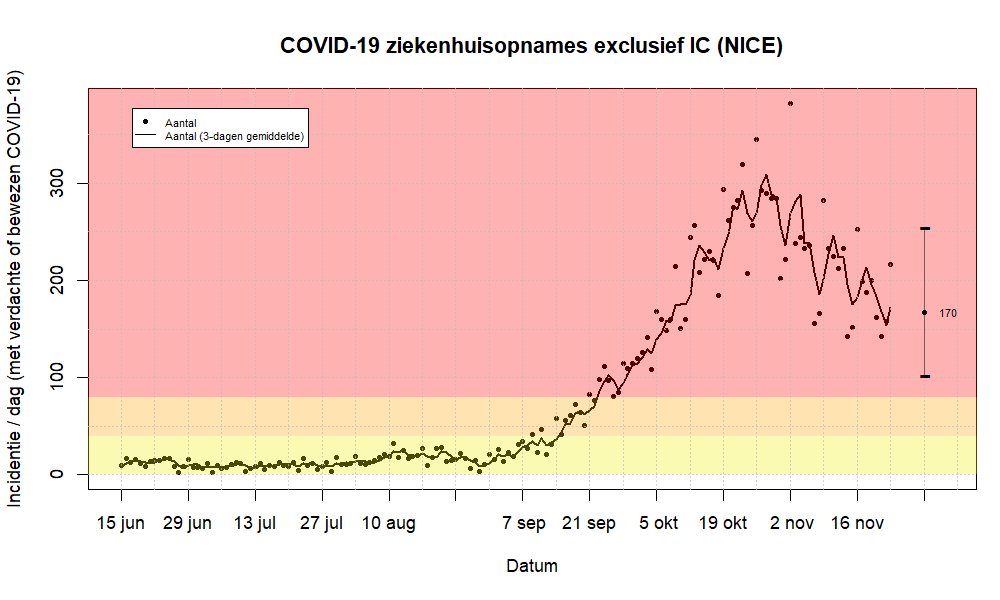 COVID-19 ziekenhuisopnames exclusief IC (NICE)
Incidentie / dag (met verdachte of bewezen COVID-19)
Aantal
Aantal (3-dagen gemiddelde)
300
200
100
0
170
15 jun 29 jun 13 jul 27 jul 10 aug 7 sep 21 sep 5 okt 19 okt 2 nov 16 nov
Datum